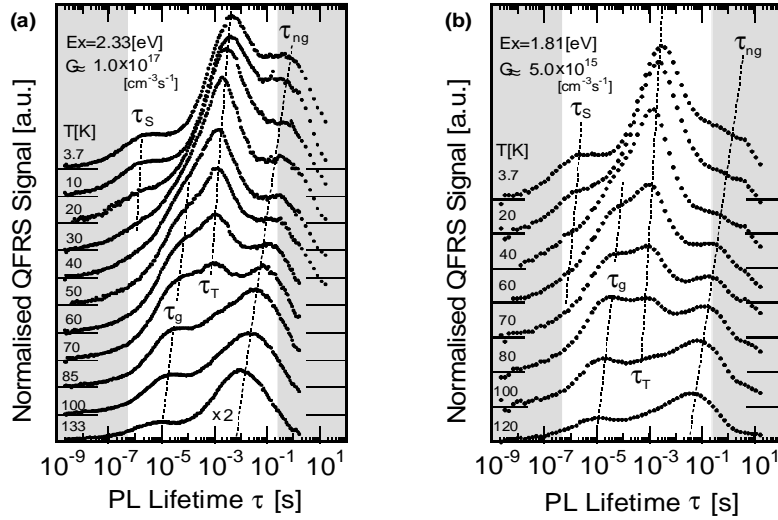 (a)
Ex=2.33[eV]
G≈ 1.0×10^17
[cm^-3s^-1]
τ_S
τ_ng
T[K]
3.7
10
20
30
40
50
60
70
85
100
133
τ_g
τ_T
×2
Normalised QFRS Signal [a.u.]
10^-9 10^-7 10^-5 10^-3 10^-1 10^1
PL Lifetime τ [s]
(b)
Ex=1.81[eV]
G≈ 5.0×10^15
[cm^-3s^-1]
τ_S
τ_ng
T[K]
3.7
20
40
60
70
80
100
120
τ_g
τ_T
Normalised QFRS Signal [a.u.]
10^-9 10^-7 10^-5 10^-3 10^-1 10^1
PL Lifetime τ [s]